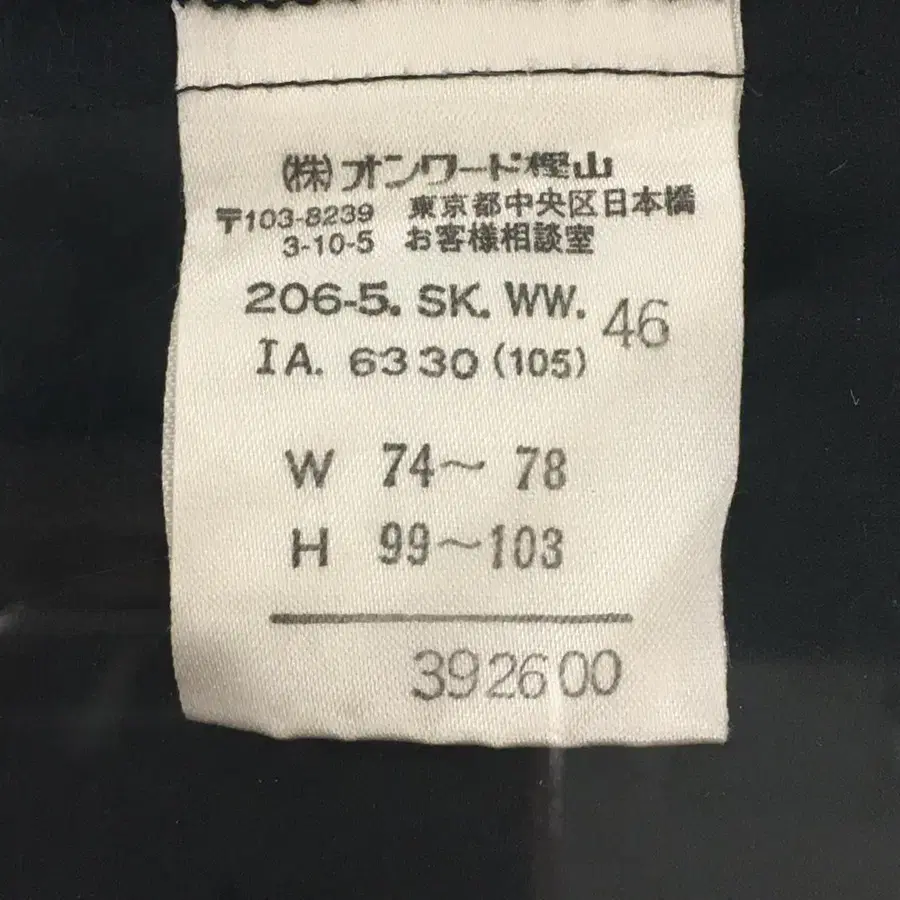 (株)オンワード樫山
〒103-8239 東京都中央区日本橋
3-10-5 お客様相談室
206-5. SK. WW. 46
IA. 6330 (105)
W 74～ 78
H 99～103
392600